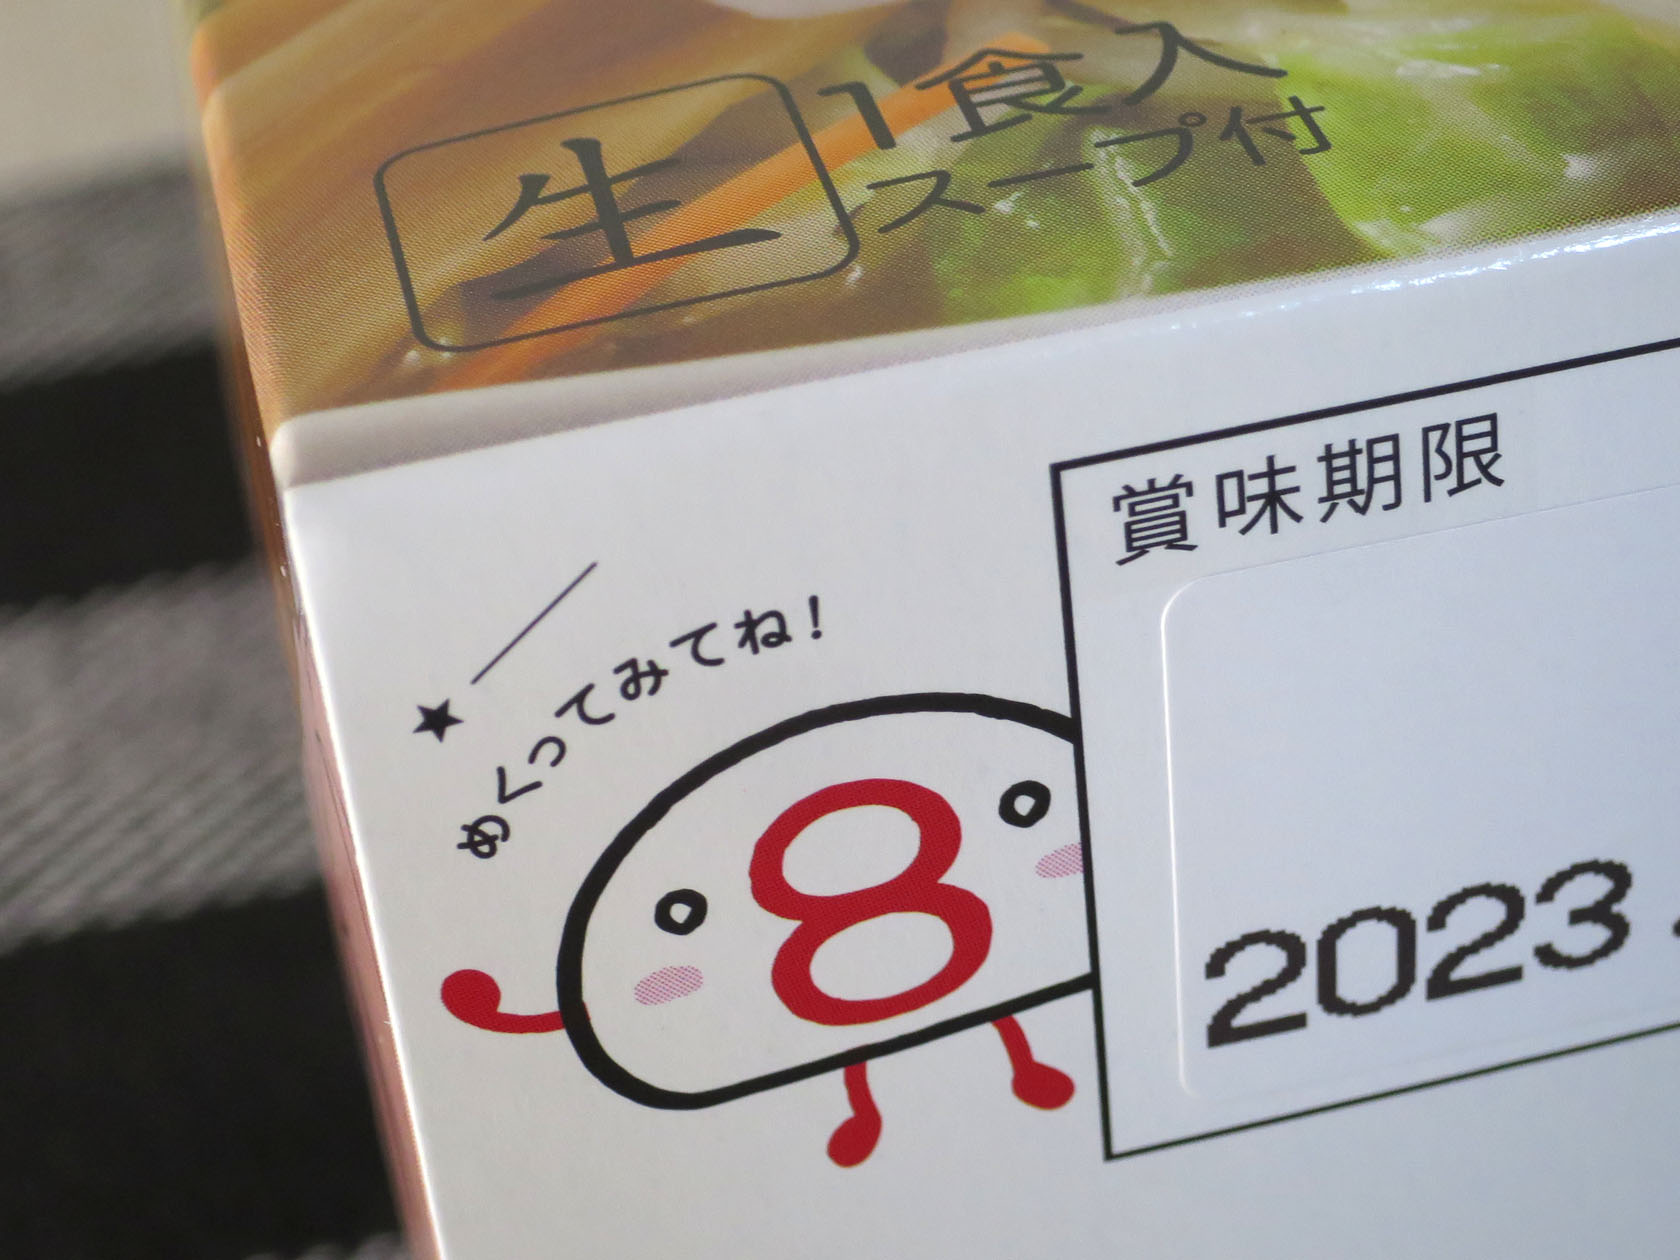 生
1食入
スープ付
賞味期限
★めくってみてね！
8
2023.